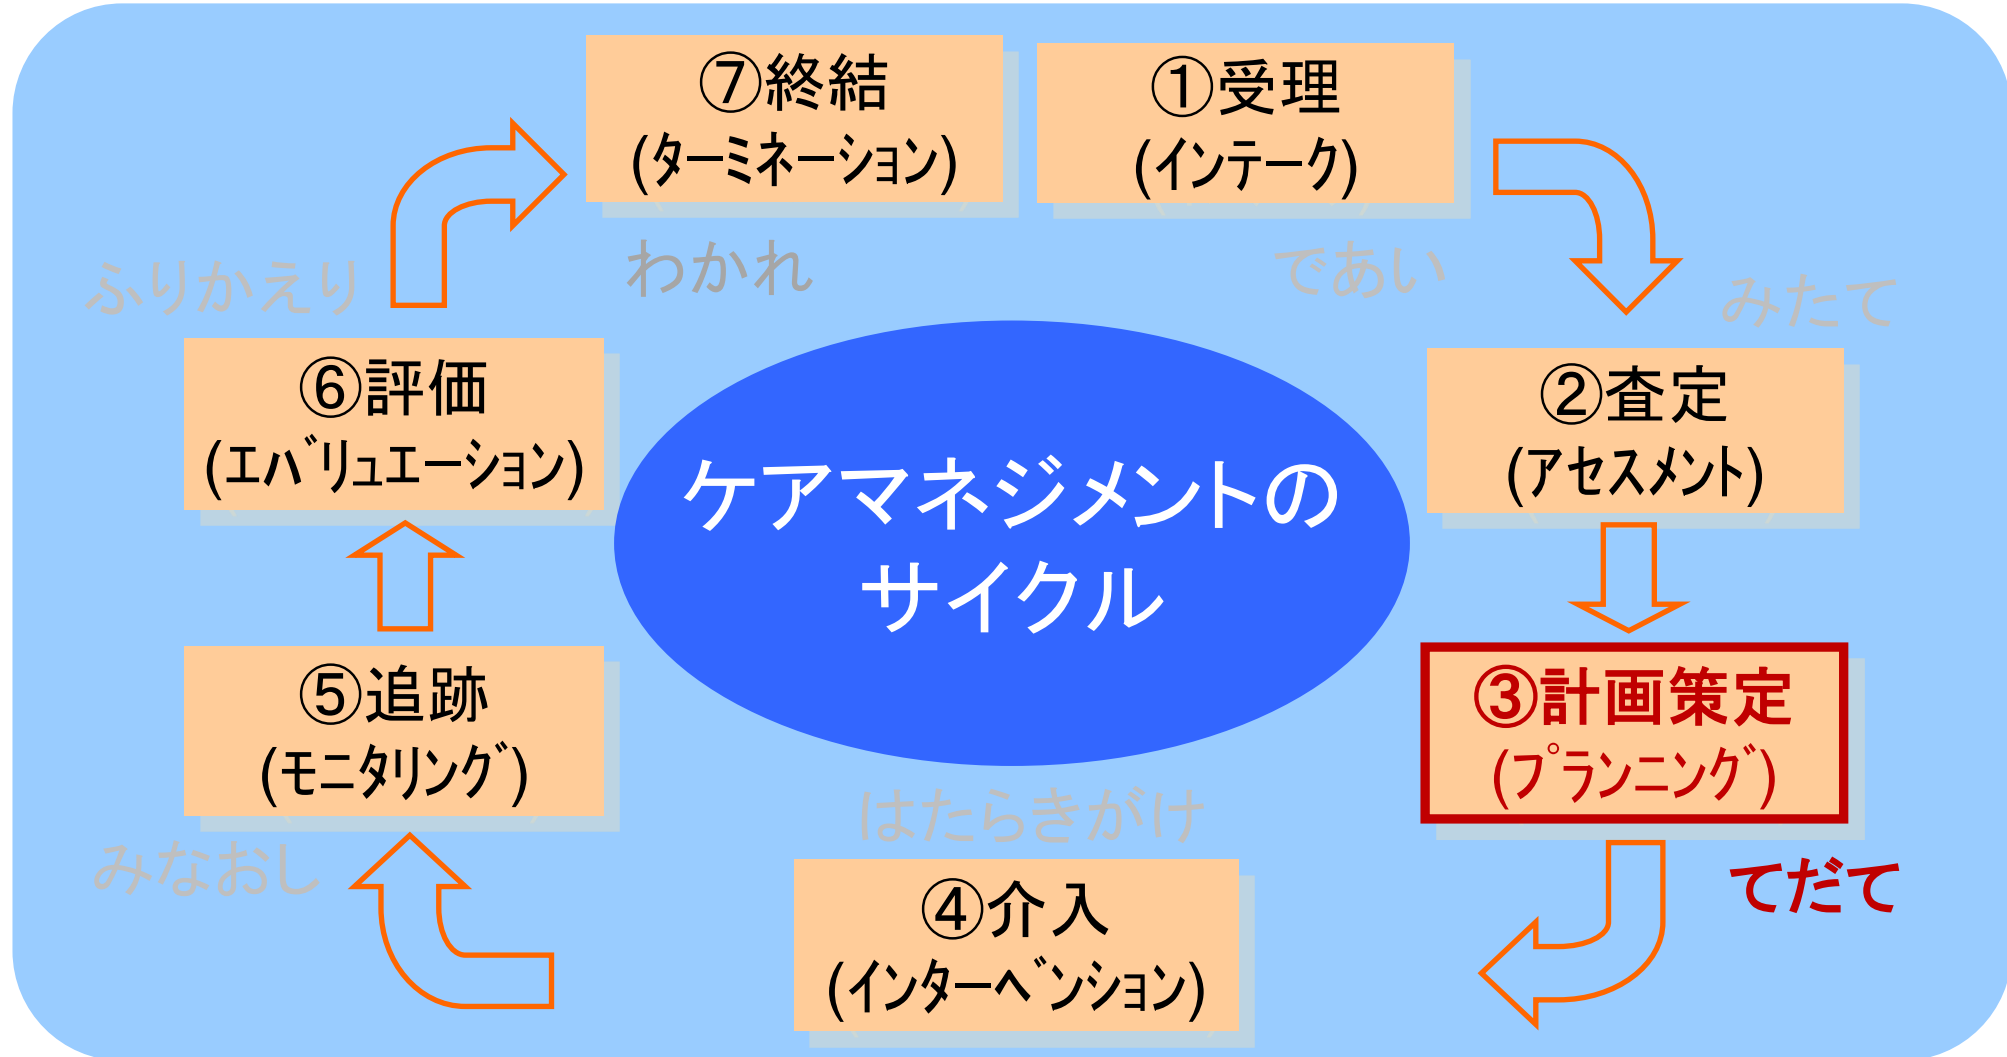 ⑦終結
(ﾀｰﾐﾈｰｼｮﾝ)
わかれ
①受理
(ｲﾝﾃｰｸ)
であい
みたて
②査定
(ｱｾｽﾒﾝﾄ)
③計画策定
(ﾌﾟﾗﾝﾆﾝｸﾞ)
てだて
はたらきがけ
④介入
(ｲﾝﾀｰﾍﾞﾝｼｮﾝ)
みなおし
⑤追跡
(ﾓﾆﾀﾘﾝｸﾞ)
ふりかえり
⑥評価
(ｴﾊﾞﾘｭｴｰｼｮﾝ)
ケアマネジメントの
サイクル